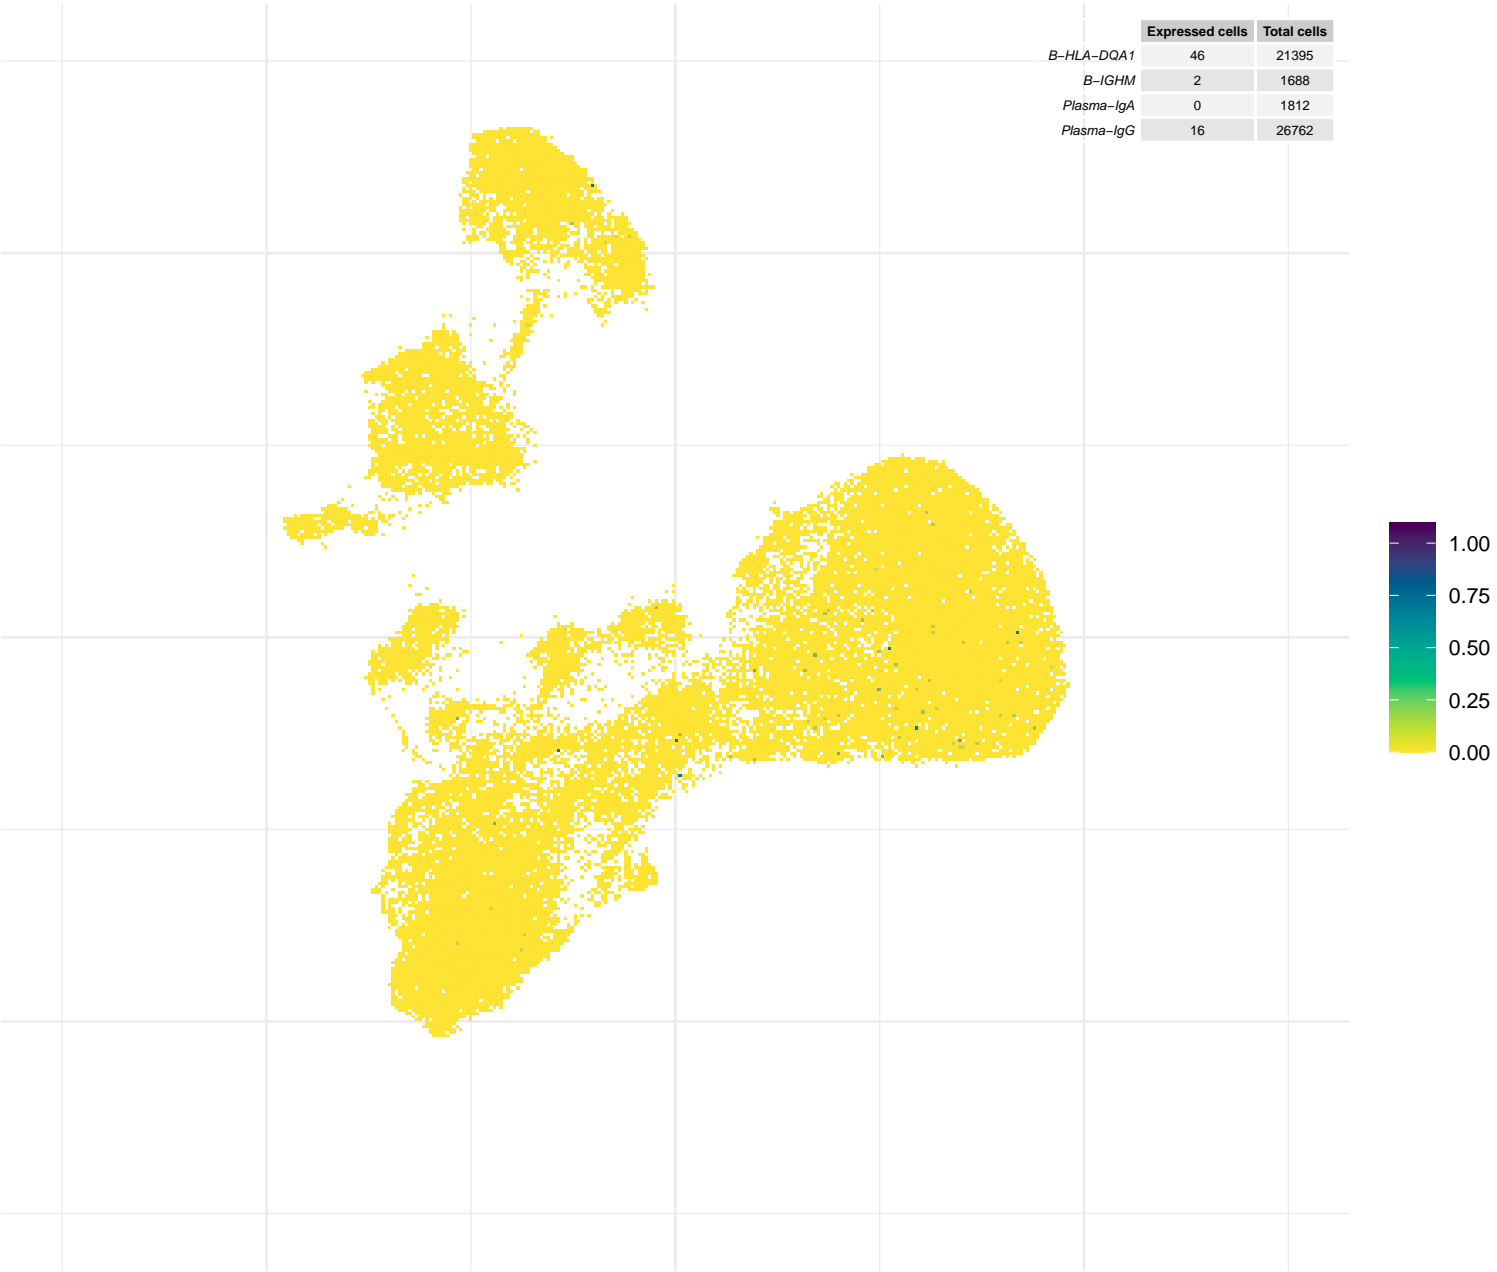 Expressed cells Total cells
B−HLA−DQA1 46 21395
B−IGHM 2 1688
Plasma−IgA 0 1812
Plasma−IgG 16 26762
1.00
0.75
0.50
0.25
0.00